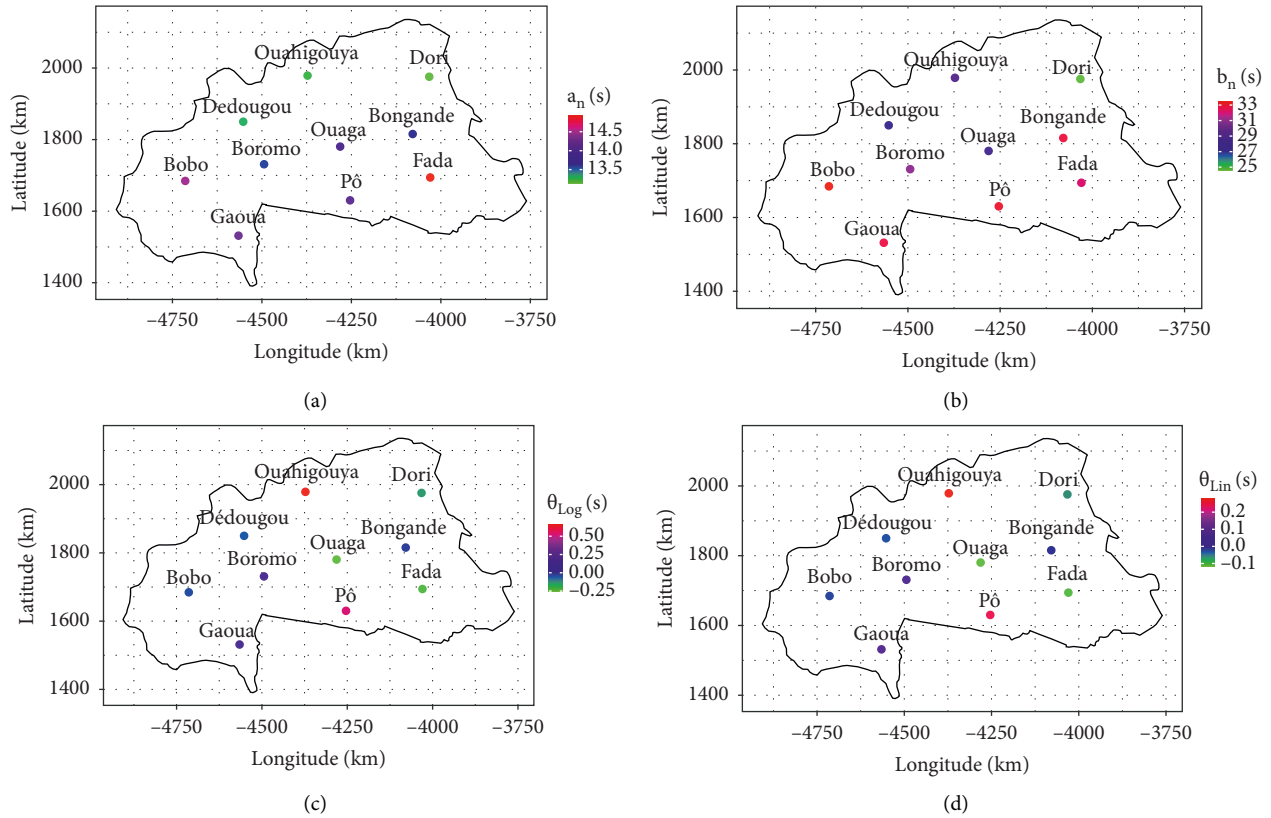 Ouahigouya
Dori
Dedougou
Ouaga
Bongande
Boromo
Bobo
Fada
Pô
Gaoua
2000
1800
1600
1400
Latitude (km)
−4750 −4500 −4250 −4000 −3750
Longitude (km)
aₙ (s)
14.5
14.0
13.5
(a)
Ouahigouya
Dori
Dedougou
Bongande
Ouaga
Boromo
Bobo
Fada
Pô
Gaoua
2000
1800
1600
1400
Latitude (km)
−4750 −4500 −4250 −4000 −3750
Longitude (km)
bₙ (s)
33
31
29
27
25
(b)
Ouahigouya
Dori
Dédougou
Bongande
Ouaga
Boromo
Bobo
Fada
Pô
Gaoua
2000
1800
1600
1400
Latitude (km)
−4750 −4500 −4250 −4000 −3750
Longitude (km)
θLog (s)
0.50
0.25
0.00
−0.25
(c)
Ouahigouya
Dori
Dédougou
Bongande
Ouaga
Boromo
Bobo
Fada
Pô
Gaoua
2000
1800
1600
1400
Latitude (km)
−4750 −4500 −4250 −4000 −3750
Longitude (km)
θLin (s)
0.2
0.1
0.0
−0.1
(d)